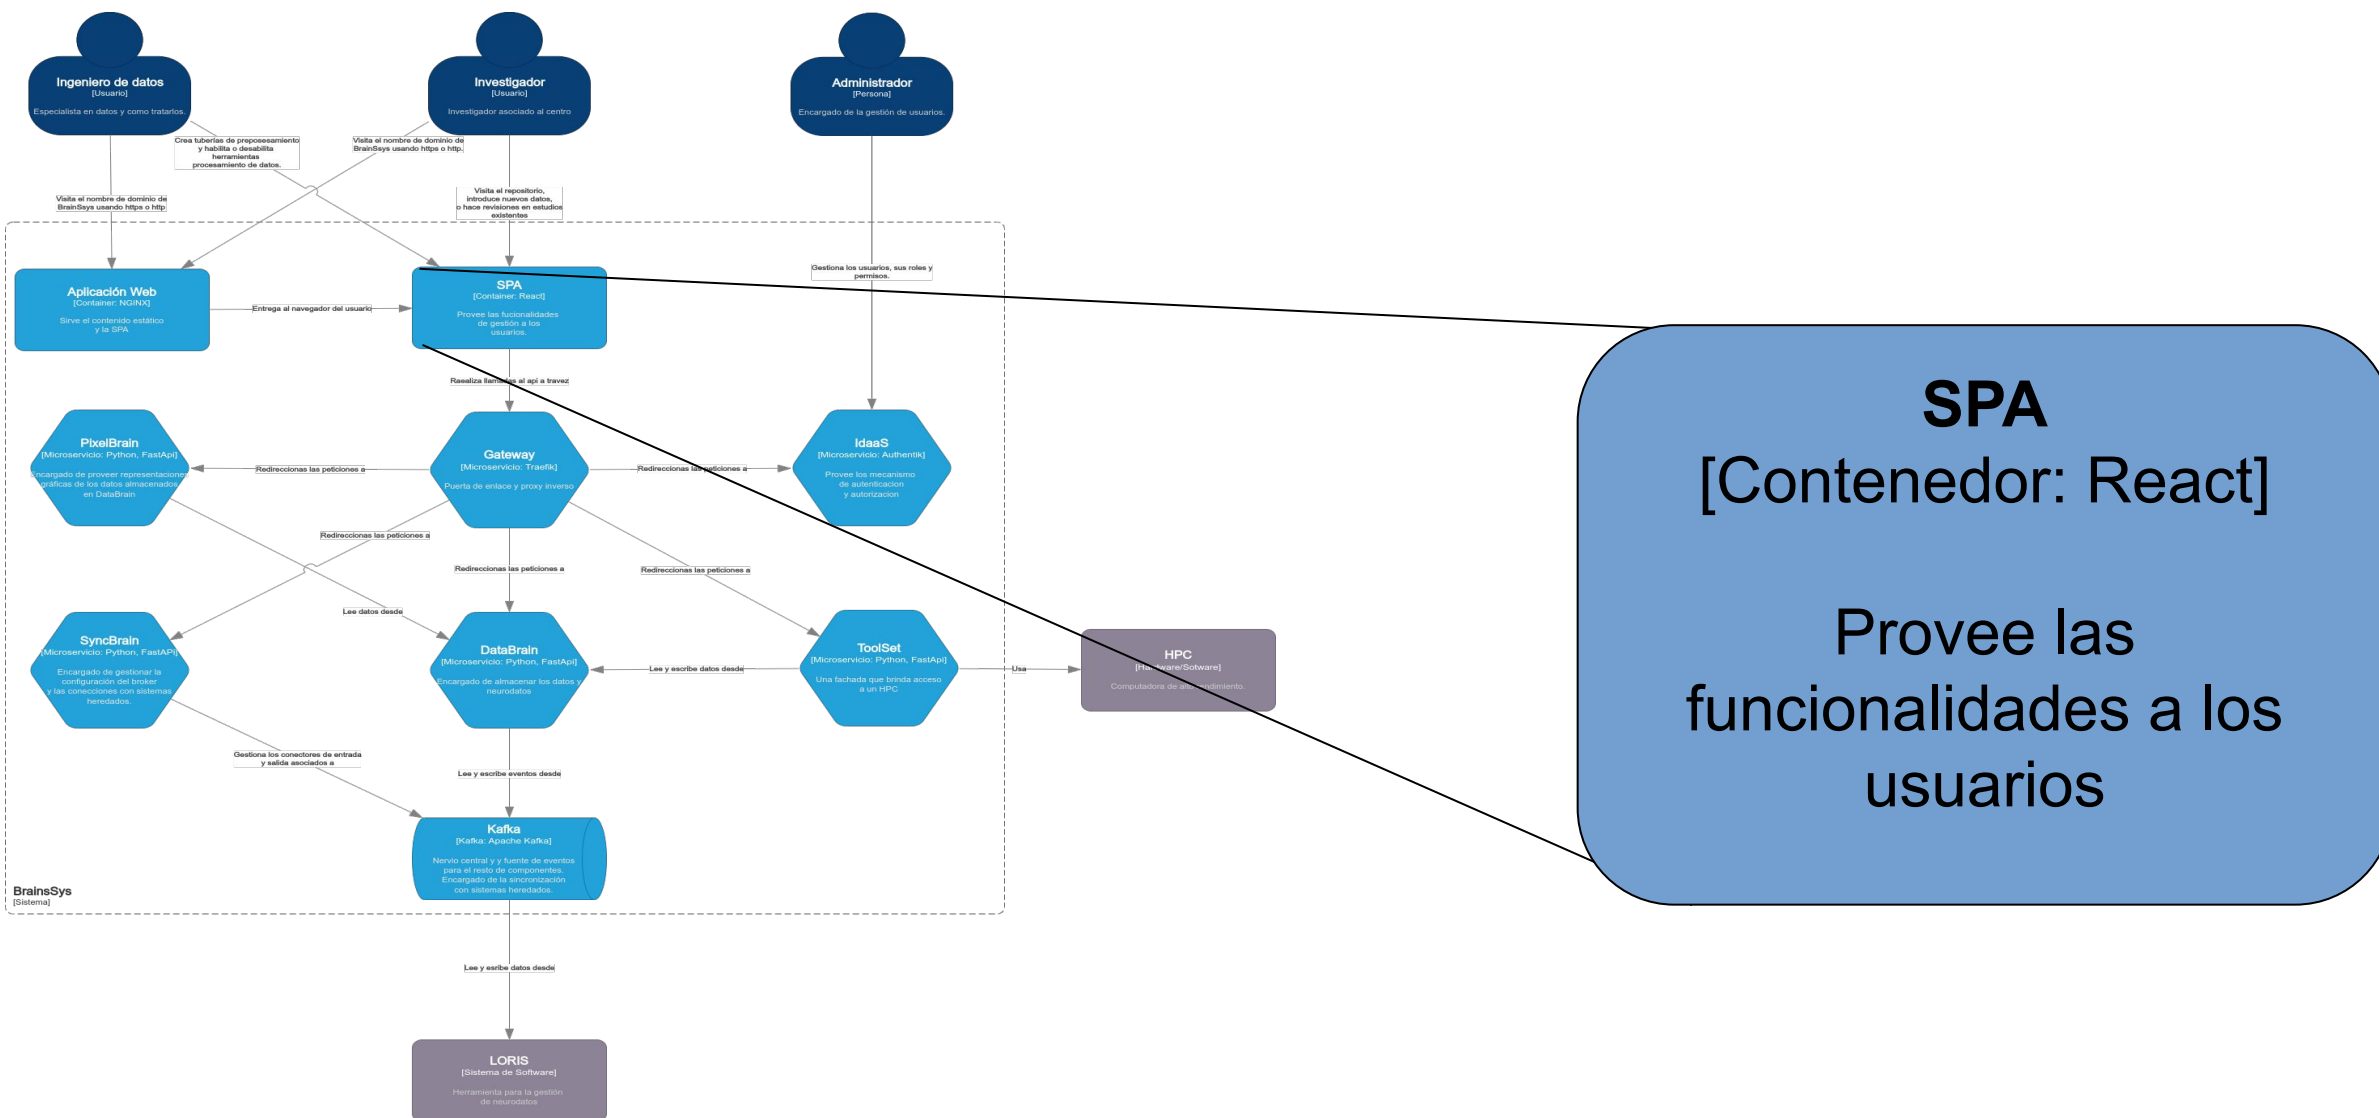 Ingeniero de datos
[Usuario]
Especialista en datos y como tratarlos.
Investigador
[Usuario]
Investigador asociado al centro
Administrador
[Persona]
Encargado de la gestión de usuarios.
Crea tuberías de preposesamiento
y habilita o desabilita
herramientas
procesamiento de datos.
Visita el nombre de dominio de
BrainSsys usando https o http.
Visita el nombre de dominio de
BrainSsys usando https o http
Visita el repositorio,
introduce nuevos datos,
o hace revisiones en estudios
existentes
Gestiona los usuarios, sus roles y
permisos.
Aplicación Web
[Container: NGiNX]
Sirve el contenido estático
y la SPA
Entrega al navegador del usuario
SPA
[Container: React]
Provee las fucionalidades
de gestión a los
usuarios.
Raealiza llamadas al api a travez
PixelBrain
[Microservicio: Python, FastApi]
Encargado de proveer representaciones
gráficas de los datos almacenados
en DataBrain
Redireccionas las peticiones a
Gateway
[Microservicio: Traefik]
Puerta de enlace y proxy inverso
Redireccionas las peticiones a
IdaaS
[Microservicio: Authentik]
Provee los mecanismo
de autenticacion
y autorizacion
Redireccionas las peticiones a
Redireccionas las peticiones a
Redireccionas las peticiones a
Lee datos desde
SyncBrain
[Microservicio: Python, FastAPi]
Encargado de gestionar la
configuración del broker
y las conecciones con sistemas
heredados.
DataBrain
[Microservicio: Python, FastApi]
Encargado de almacenar los datos y
neurodatos
Lee y escribe datos desde
ToolSet
[Microservicio: Python, FastApi]
Una fachada que brinda acceso
a un HPC
Usa
HPC
[Hardware/Sotware]
Computadora de alto rendimiento.
Gestiona los conectores de entrada
y salida asociados a
Lee y escribe eventos desde
Kafka
[Kafka: Apache Kafka]
Nervio central y y fuente de eventos
para el resto de componentes.
Encargado de la sincronización
con sistemas heredados.
BrainsSys
[Sistema]
Lee y esribe datos desde
LORIS
[Sistema de Software]
Herramienta para la gestión
de neurodatos
SPA
[Contenedor: React]
Provee las
funcionalidades a los
usuarios